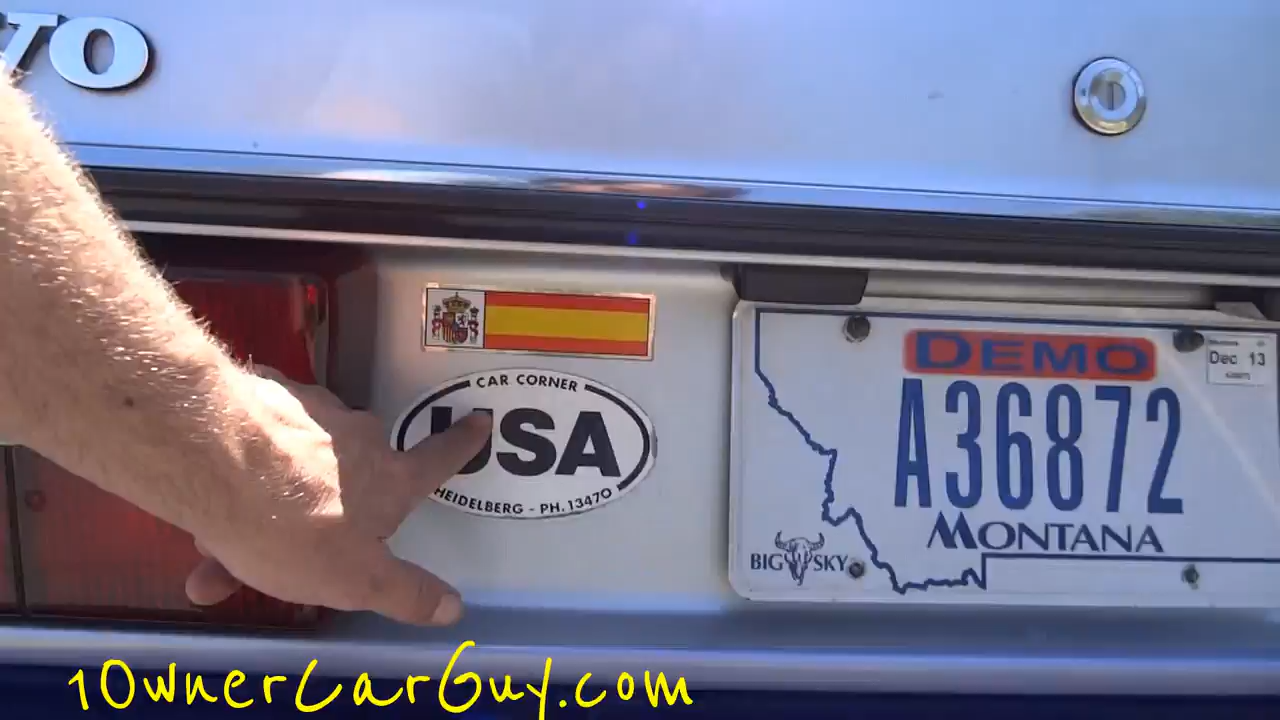 VO
CAR CORNER
USA
HEIDELBERG - PH. 13470
DEMO
Dec 13
A36872
MONTANA
BIG SKY
1OwnerCarGuy.com